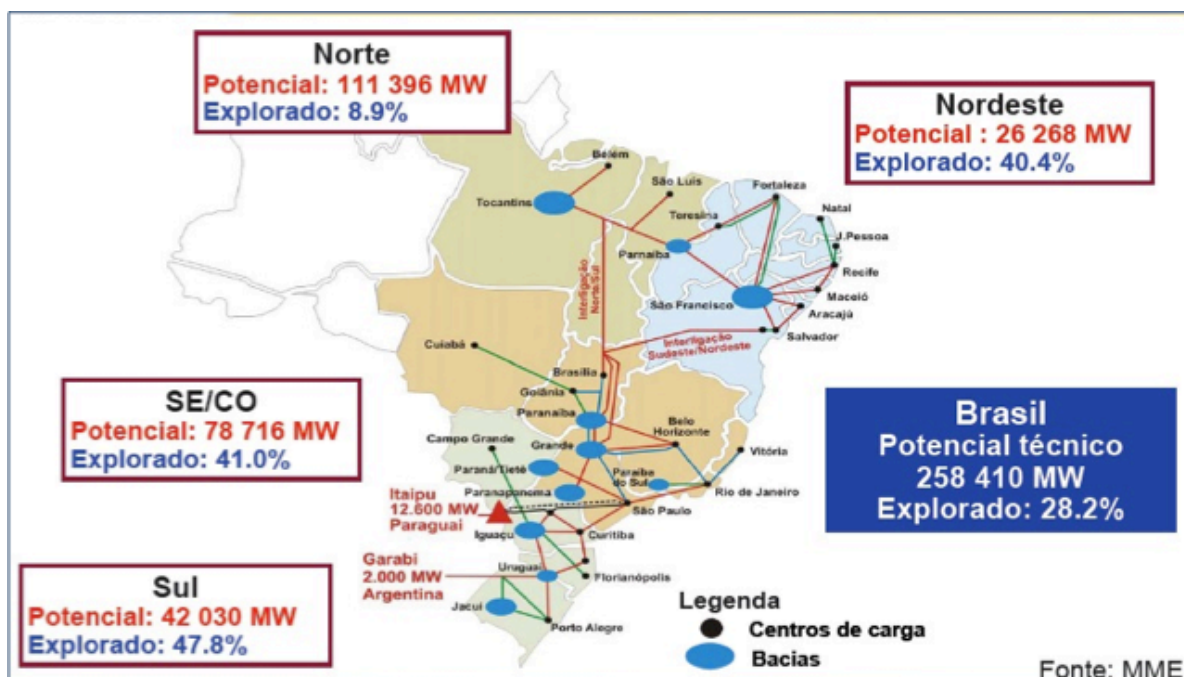 Norte
Potencial: 111 396 MW
Explorado: 8.9%
Nordeste
Potencial : 26 268 MW
Explorado: 40.4%
Belém
São Luis
Fortaleza
Tocantins
Teresina
Natal
J.Pessoa
Parnaíba
Recife
Interligação
Norte/Sul
São Francisco
Maceió
Aracajú
Salvador
Interligação
Sudeste/Nordeste
Cuiabá
Brasília
Goiânia
SE/CO
Potencial: 78 716 MW
Explorado: 41.0%
Paranaíba
Belo
Horizonte
Campo Grande
Grande
Vitória
Paraná/Tietê
Paraíba
do Sul
Paranapanema
Rio de Janeiro
Itaipu
12.600 MW
Paraguai
São Paulo
Iguaçu
Curitiba
Garabi
2.000 MW
Argentina
Uruguai
Florianópolis
Jacuí
Porto Alegre
Brasil
Potencial técnico
258 410 MW
Explorado: 28.2%
Sul
Potencial: 42 030 MW
Explorado: 47.8%
Legenda
Centros de carga
Bacias
Fonte: MME